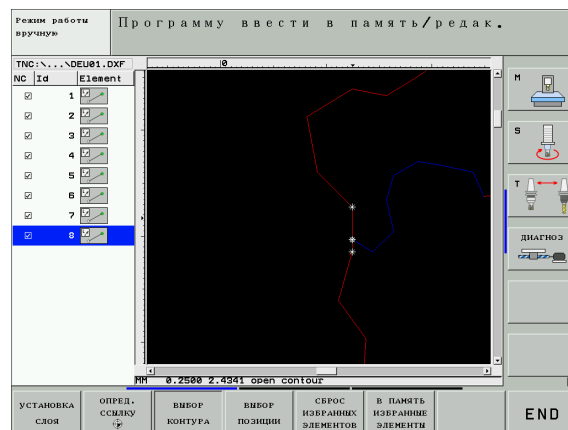 Режим работы
вручную
Программу ввести в память/редак.
TNC:\...\DEU01.DXF
NC Id Element
0
1
2
3
4
5
6
7
8
M
S
T
ДИАГНОЗ
MM 0.2500 2.4341 open contour
УСТАНОВКА
СЛОЯ
ОПРЕД.
ССЫЛКУ
ВЫБОР
КОНТУРА
ВЫБОР
ПОЗИЦИИ
СБРОС
ИЗБРАННЫХ
ЭЛЕМЕНТОВ
В ПАМЯТЬ
ИЗБРАННЫЕ
ЭЛЕМЕНТЫ
END